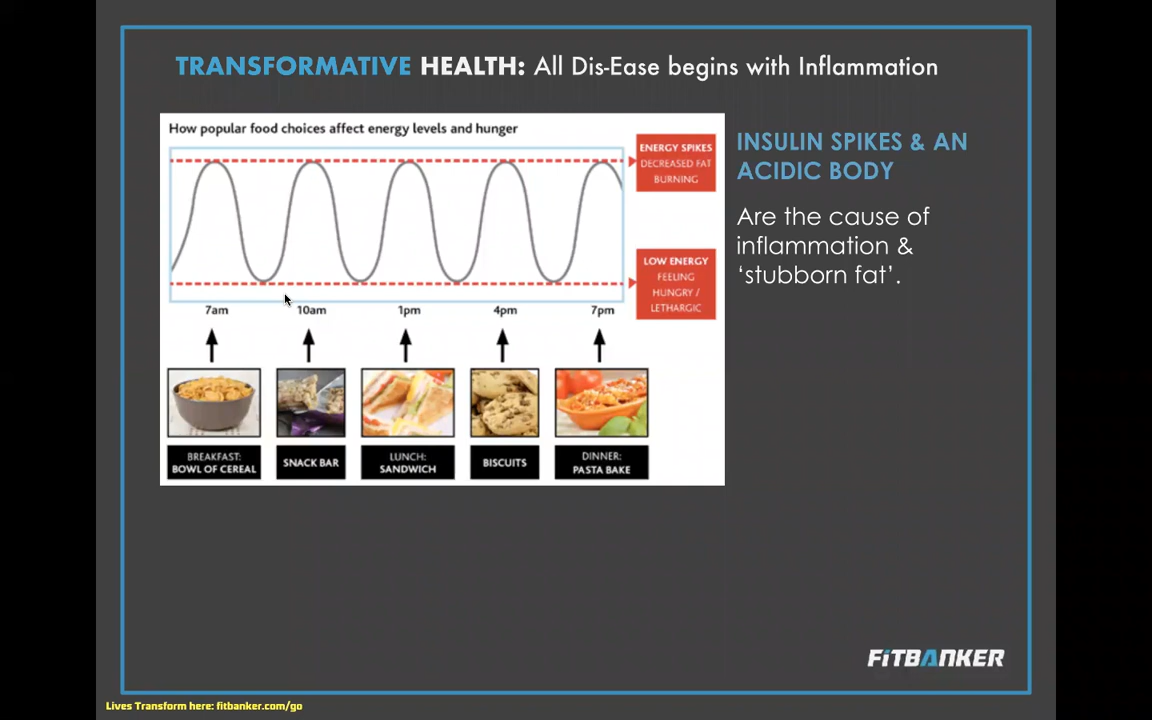 TRANSFORMATIVE HEALTH: All Dis-Ease begins with Inflammation
How popular food choices affect energy levels and hunger
ENERGY SPIKES
DECREASED FAT
BURNING
LOW ENERGY
FEELING
HUNGRY /
LETHARGIC
7am 10am 1pm 4pm 7pm
BREAKFAST:
BOWL OF CEREAL
SNACK BAR
LUNCH:
SANDWICH
BISCUITS
DINNER:
PASTA BAKE
INSULIN SPIKES & AN
ACIDIC BODY
Are the cause of
inflammation &
‘stubborn fat’.
FiTBANKER
Lives Transform here: fitbanker.com/go